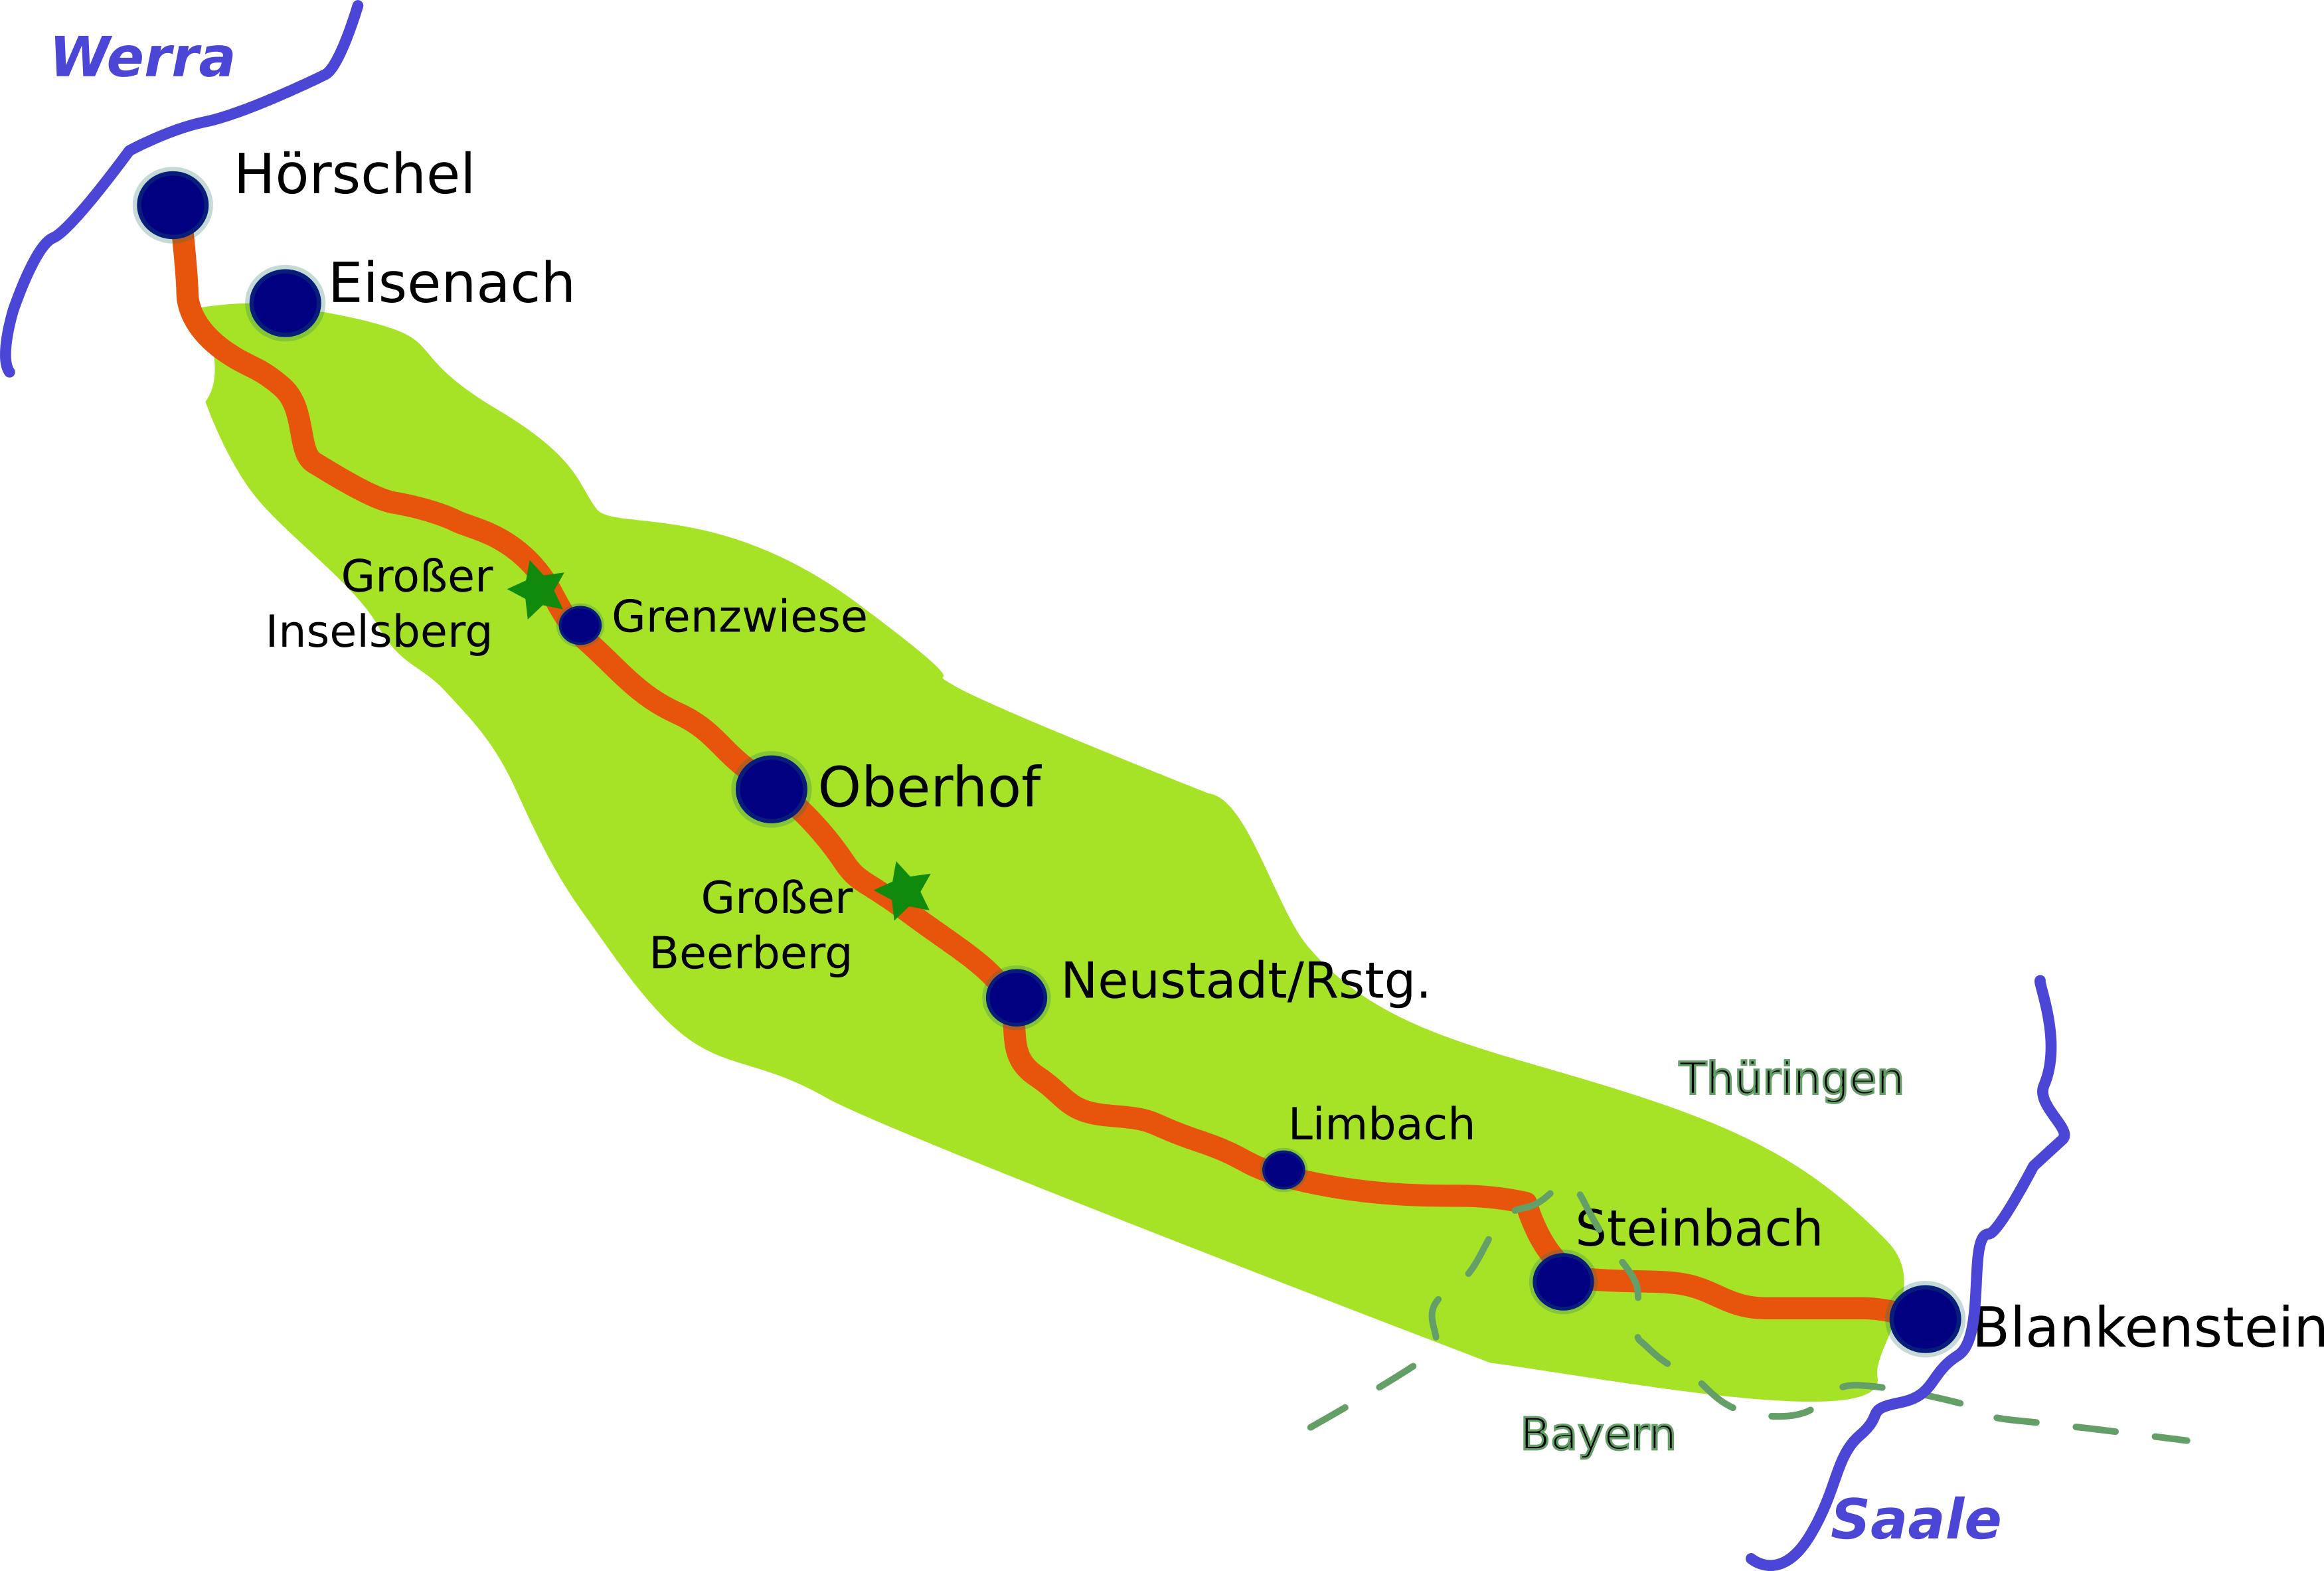 Werra
Hörschel
Eisenach
Großer
Inselsberg
Grenzwiese
Oberhof
Großer
Beerberg
Neustadt/Rstg.
Thüringen
Limbach
Steinbach
Blankenstein
Bayern
Saale